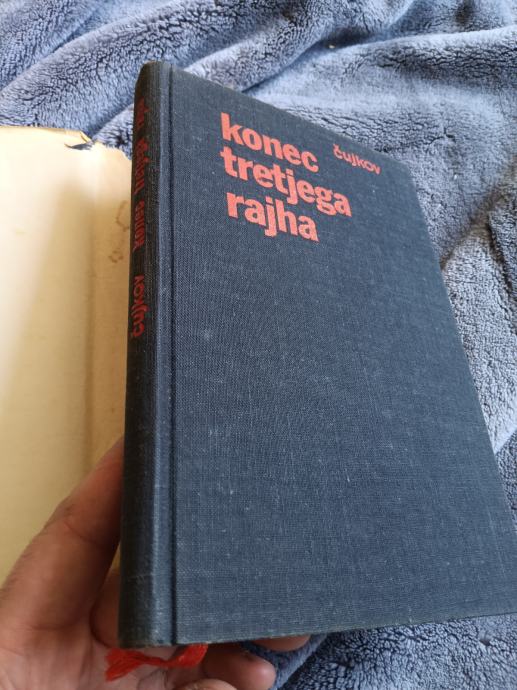 konec
tretjega
rajha
čujkov
čujkov konec tretjega rajha